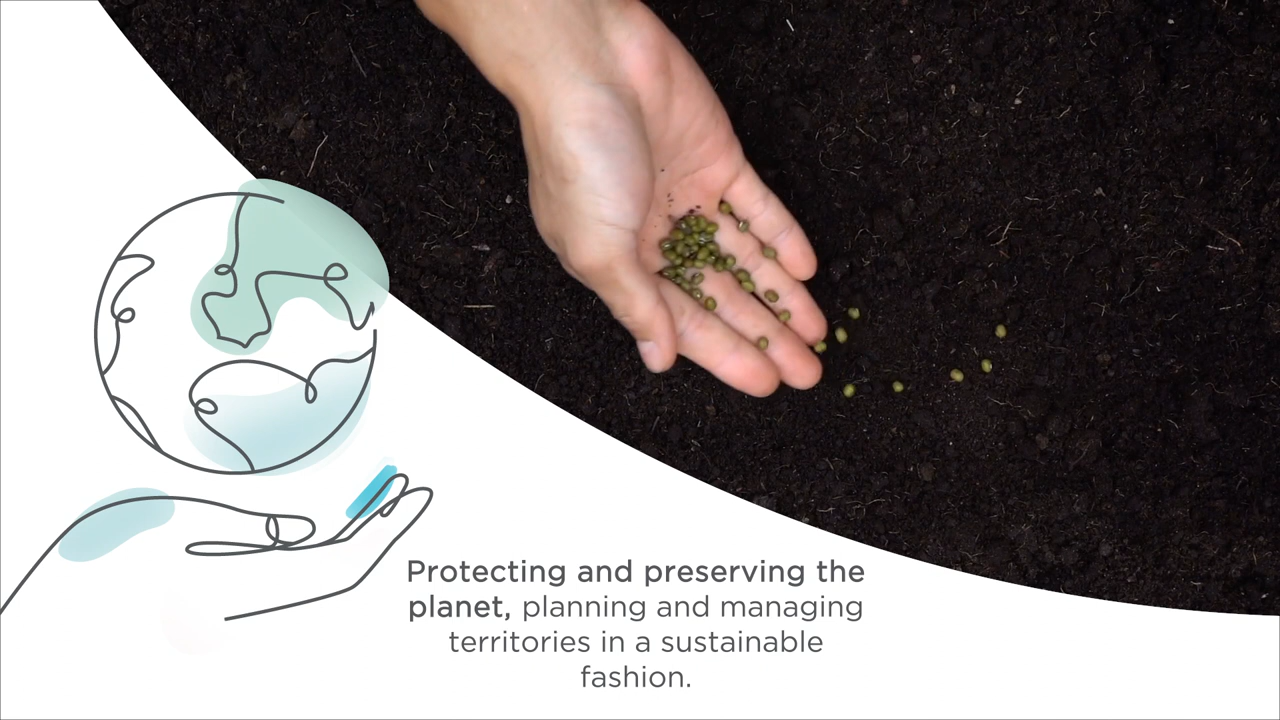 Protecting and preserving the
planet, planning and managing
territories in a sustainable
fashion.